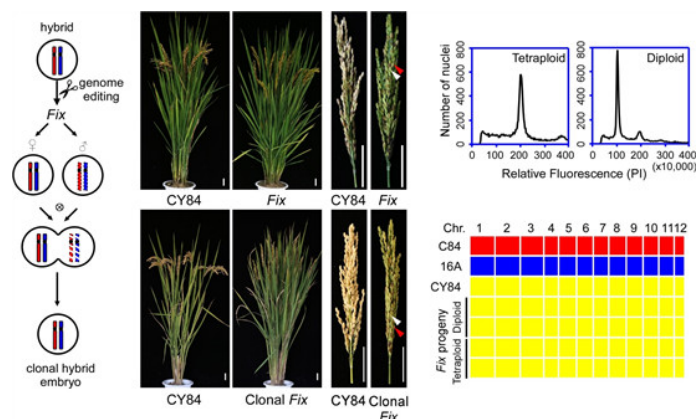 hybrid
genome
editing
Fix
♀ ♂
⊗
clonal hybrid
embryo
CY84
Fix
CY84
Fix
CY84
Clonal Fix
CY84
Clonal
Fix
Number of nuclei
800
600
400
200
0
Tetraploid
0 100 200 300 400
800
600
400
200
0
Diploid
0 100 200 300 400
(x10,000)
Relative Fluorescence (PI)
Chr. 1 2 3 4 5 6 7 8 9 10 11 12
C84
16A
CY84
Fix progeny
Diploid
Tetraploid